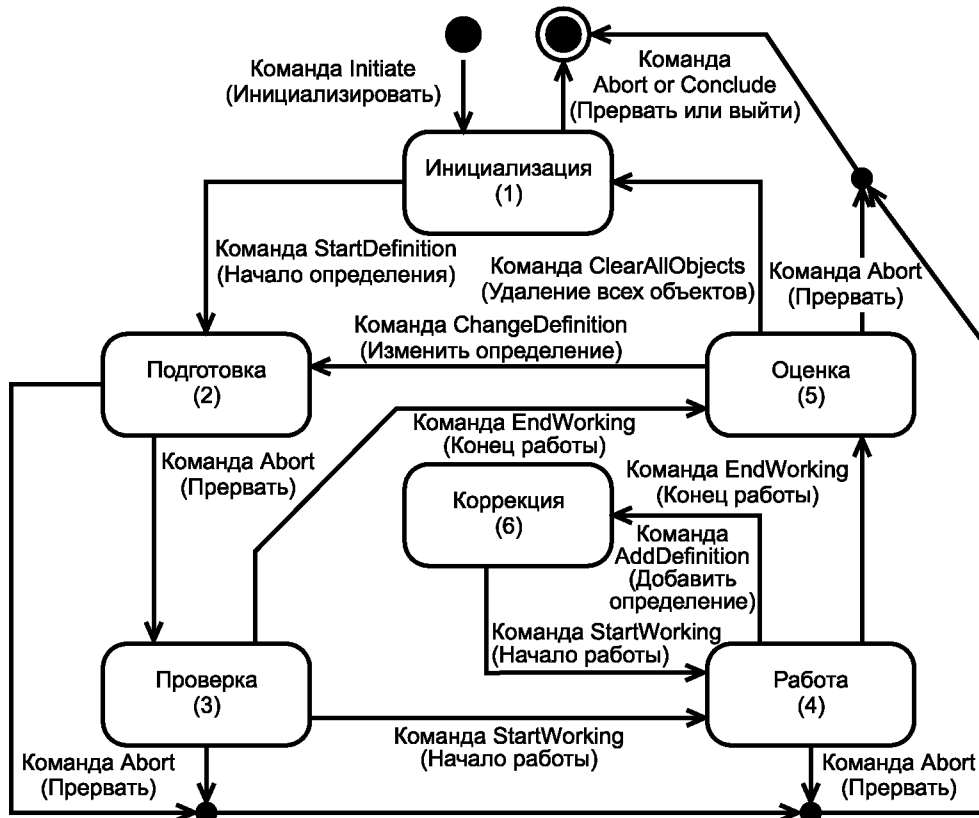 Команда Initiate
(Инициализировать)
Команда
Abort or Conclude
(Прервать или выйти)
Инициализация
(1)
Команда StartDefinition
(Начало определения)
Команда ClearAllObjects
(Удаление всех объектов)
Команда Abort
(Прервать)
Команда ChangeDefinition
(Изменить определение)
Подготовка
(2)
Оценка
(5)
Команда EndWorking
(Конец работы)
Команда Abort
(Прервать)
Команда EndWorking
(Конец работы)
Коррекция
(6)
Команда
AddDefinition
(Добавить
определение)
Команда StartWorking
(Начало работы)
Проверка
(3)
Работа
(4)
Команда StartWorking
(Начало работы)
Команда Abort
(Прервать)
Команда Abort
(Прервать)